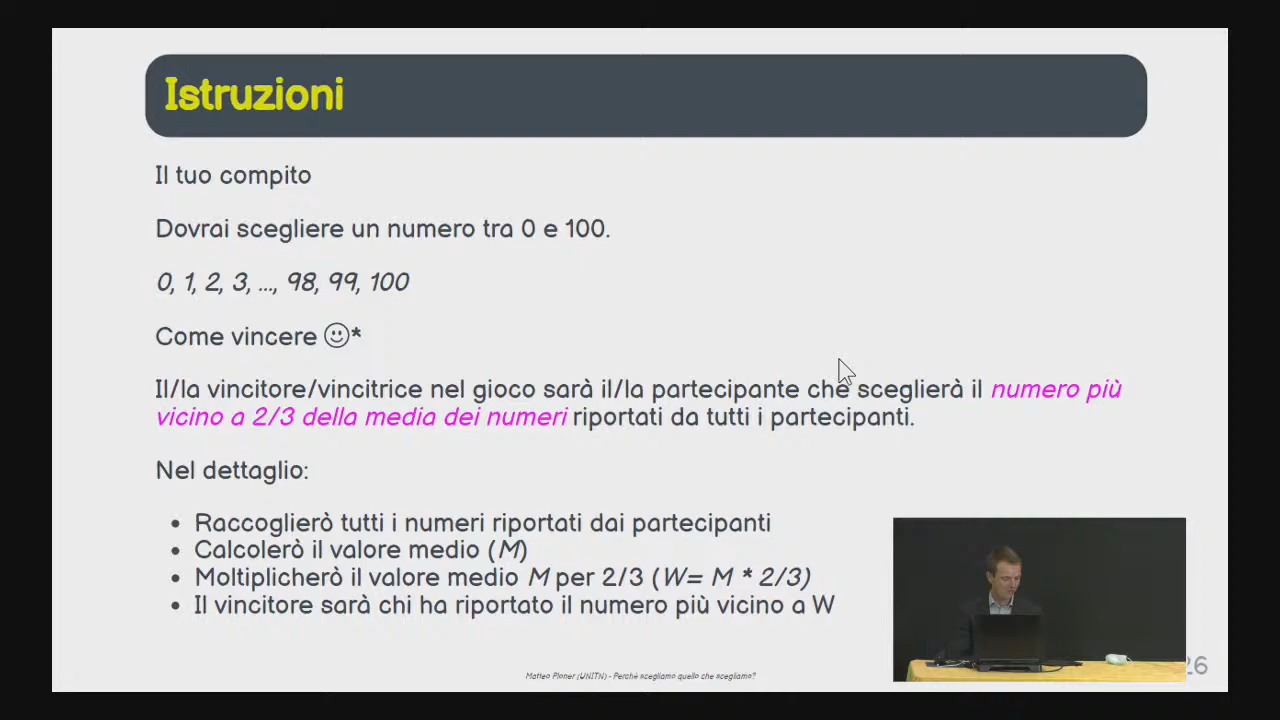 Istruzioni
Il tuo compito
Dovrai scegliere un numero tra 0 e 100.
0, 1, 2, 3, ..., 98, 99, 100
Come vincere ☺*
Il/la vincitore/vincitrice nel gioco sarà il/la partecipante che sceglierà il numero più
vicino a 2/3 della media dei numeri riportati da tutti i partecipanti.
Nel dettaglio:
• Raccoglierò tutti i numeri riportati dai partecipanti
• Calcolerò il valore medio (M)
• Moltiplicherò il valore medio M per 2/3 (W= M * 2/3)
• Il vincitore sarà chi ha riportato il numero più vicino a W
Matteo Ploner (UNITN) - Perchè scegliamo quello che scegliamo?
26